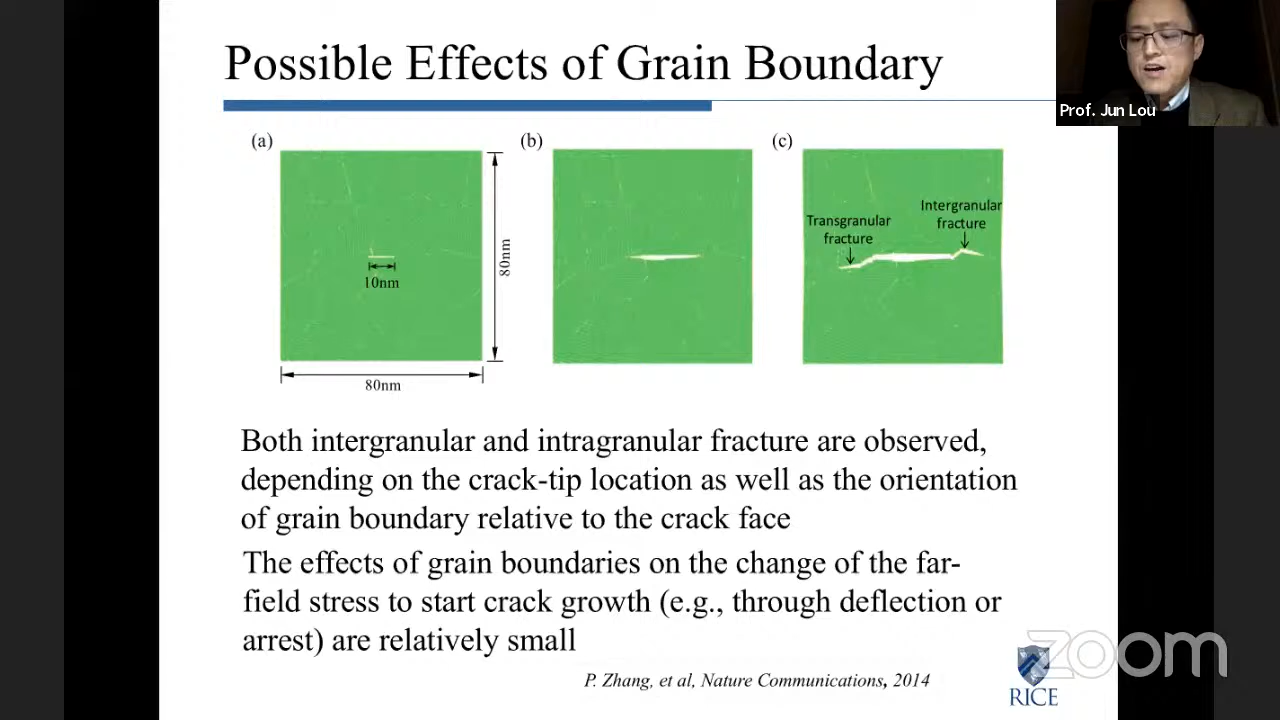 Possible Effects of Grain Boundary
Prof. Jun Lou
(a)
10nm
80nm
80nm
(b)
(c)
Transgranular
fracture
Intergranular
fracture
Both intergranular and intragranular fracture are observed,
depending on the crack-tip location as well as the orientation
of grain boundary relative to the crack face
The effects of grain boundaries on the change of the far-
field stress to start crack growth (e.g., through deflection or
arrest) are relatively small
P. Zhang, et al, Nature Communications, 2014
RICE
zoom